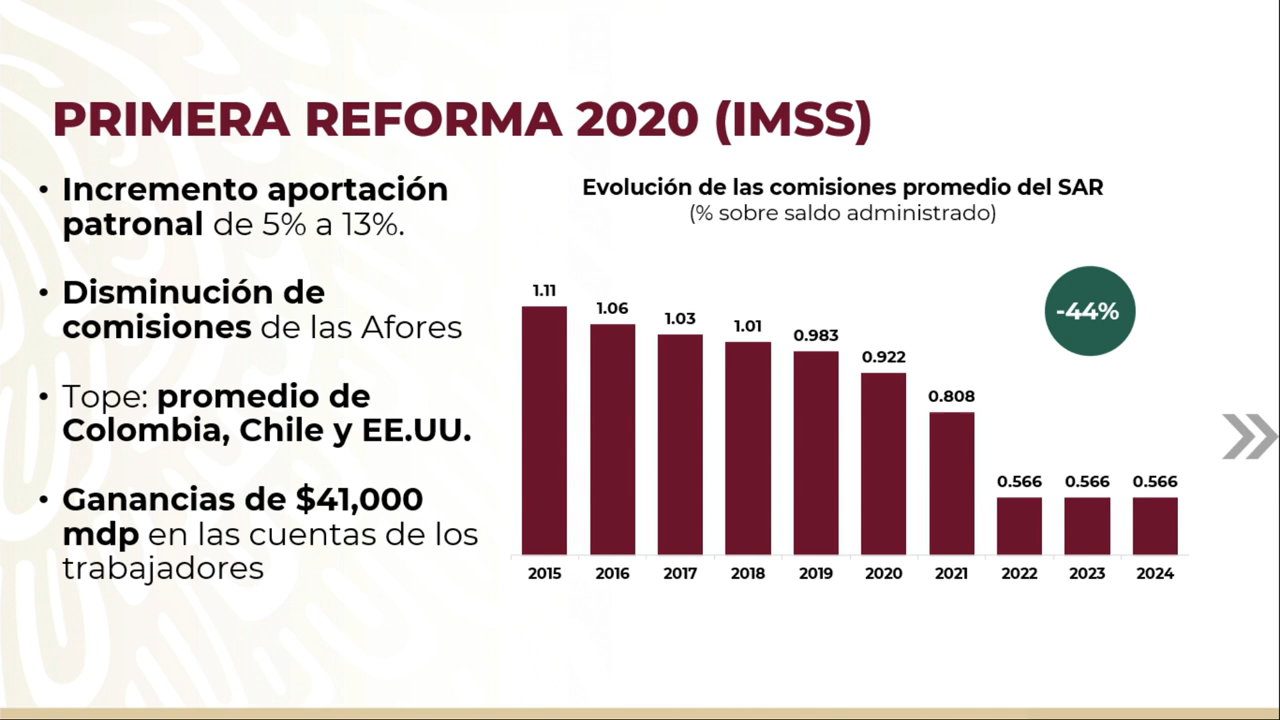 PRIMERA REFORMA 2020 (IMSS)
• Incremento aportación
patronal de 5% a 13%.
• Disminución de
comisiones de las Afores
• Tope: promedio de
Colombia, Chile y EE.UU.
• Ganancias de $41,000
mdp en las cuentas de los
trabajadores
Evolución de las comisiones promedio del SAR
(% sobre saldo administrado)
-44%
1.11
1.06
1.03
1.01
0.983
0.922
0.808
0.566
0.566
0.566
2015
2016
2017
2018
2019
2020
2021
2022
2023
2024